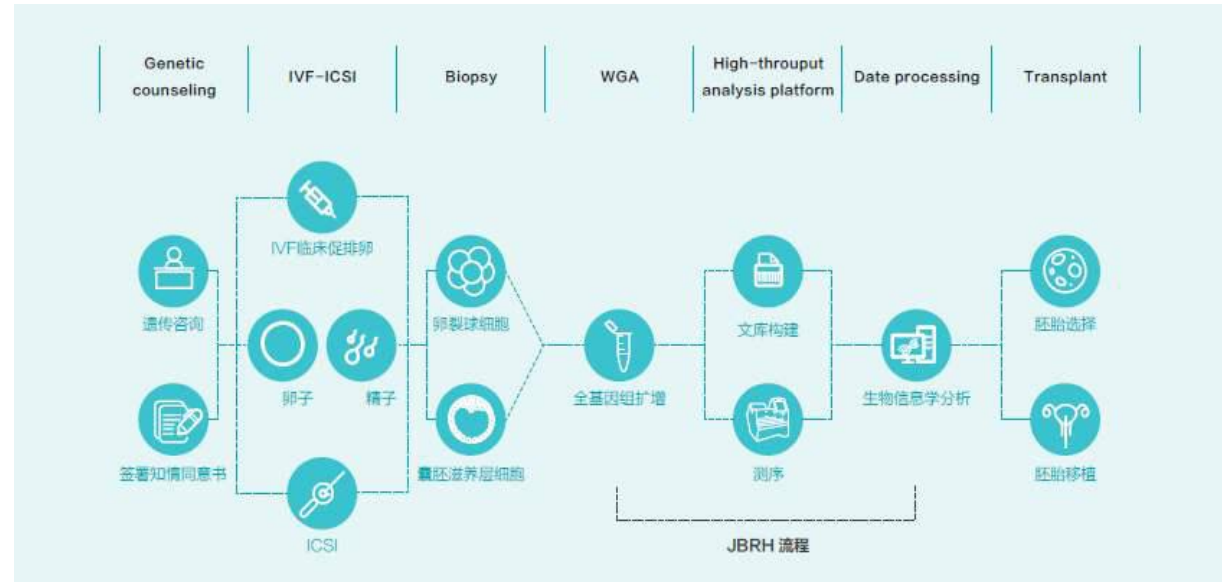 Genetic
counseling
IVF-ICSI
Biopsy
WGA
High-throuput
analysis platform
Date processing
Transplant
IVF临床促排卵
遗传咨询
卵子
精子
卵裂球细胞
全基因组扩增
文库构建
生物信息学分析
胚胎选择
签署知情同意书
囊胚滋养层细胞
测序
胚胎移植
ICSI
JBRH 流程